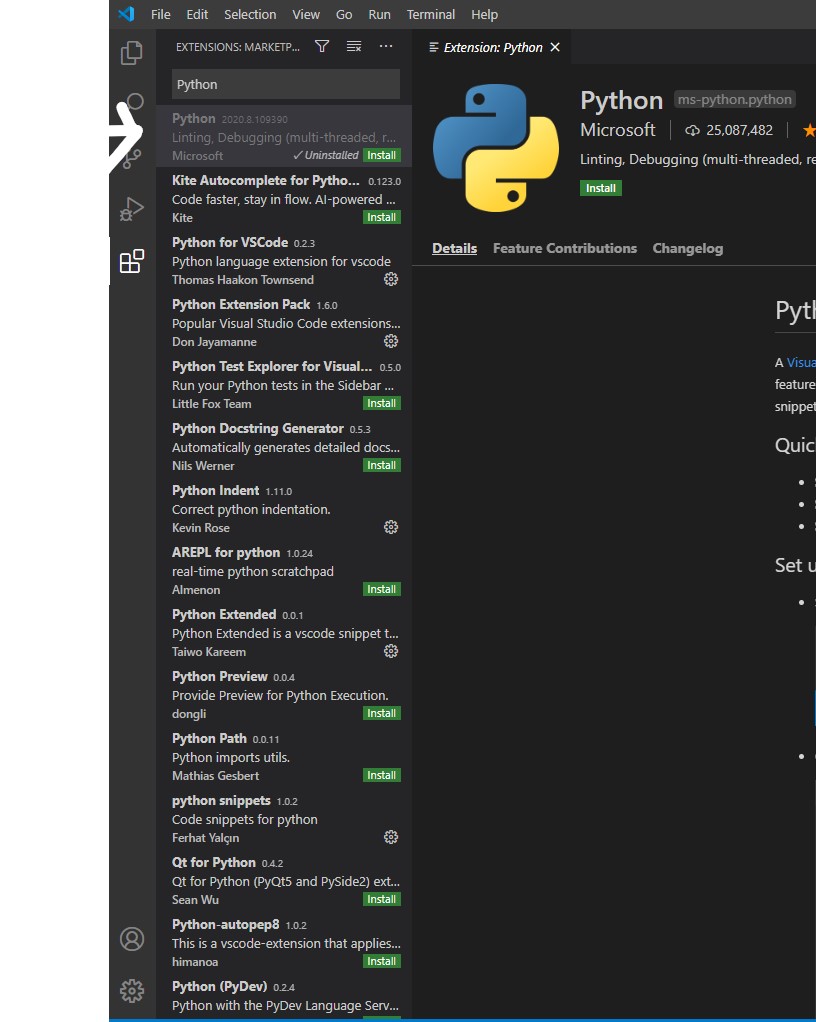 File Edit Selection View Go Run Terminal Help
EXTENSIONS: MARKETP...
Python
Python 2020.8.109390
Linting, Debugging (multi-threaded, r...
Microsoft ✓Uninstalled Install
Kite Autocomplete for Pytho... 0.123.0
Code faster, stay in flow. AI-powered ...
Kite Install
Python for VSCode 0.2.3
Python language extension for vscode
Thomas Haakon Townsend
Python Extension Pack 1.6.0
Popular Visual Studio Code extensions...
Don Jayamanne
Python Test Explorer for Visual... 0.5.0
Run your Python tests in the Sidebar ...
Little Fox Team Install
Python Docstring Generator 0.5.3
Automatically generates detailed docs...
Nils Werner Install
Python Indent 1.11.0
Correct python indentation.
Kevin Rose
AREPL for python 1.0.24
real-time python scratchpad
Almenon Install
Python Extended 0.0.1
Python Extended is a vscode snippet t...
Taiwo Kareem
Python Preview 0.0.4
Provide Preview for Python Execution.
dongli Install
Python Path 0.0.11
Python imports utils.
Mathias Gesbert Install
python snippets 1.0.2
Code snippets for python
Ferhat Yalçın
Qt for Python 0.4.2
Qt for Python (PyQt5 and PySide2) ext...
Sean Wu Install
Python-autopep8 1.0.2
This is a vscode-extension that applies...
himanoa Install
Python (PyDev) 0.2.4
Python with the PyDev Language Serv...
Extension: Python
Python ms-python.python
Microsoft 25,087,482
Linting, Debugging (multi-threaded, re
Install
Details Feature Contributions Changelog
Pyth
A Visua
feature
snippet
Quic
Set u